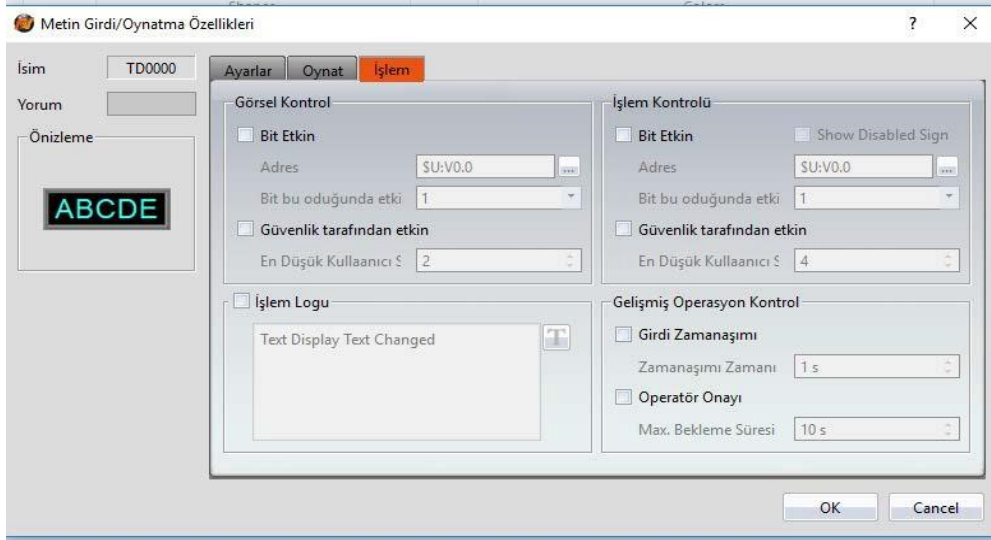 Metin Girdi/Oynatma Özellikleri ? X
İsim TD0000
Yorum
Önizleme
ABCDE
Ayarlar Oynat İşlem
Görsel Kontrol
Bit Etkin
Adres $U:V0.0 ...
Bit bu oduğunda etki 1
Güvenlik tarafından etkin
En Düşük Kullaanıcı S 2
İşlem Kontrolü
Bit Etkin Show Disabled Sign
Adres $U:V0.0 ...
Bit bu oduğunda etki 1
Güvenlik tarafından etkin
En Düşük Kullaanıcı S 4
İşlem Logu
Text Display Text Changed T
Gelişmiş Operasyon Kontrol
Girdi Zamanaşımı
Zamanaşımı Zamanı 1 s
Operatör Onayı
Max. Bekleme Süresi 10 s
OK Cancel